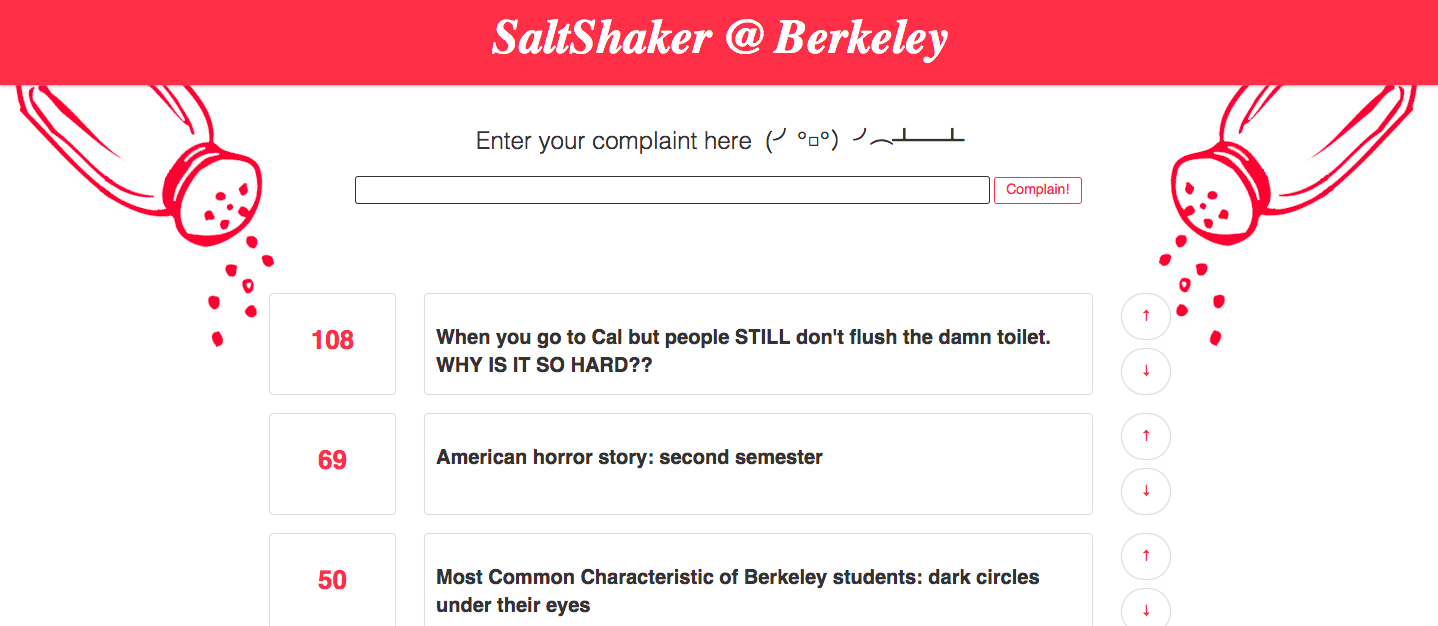 SaltShaker @ Berkeley
Enter your complaint here (╯°□°) ╯︵┻━┻
Complain!
108
When you go to Cal but people STILL don't flush the damn toilet.
WHY IS IT SO HARD??
↑
↓
69
American horror story: second semester
↑
↓
50
Most Common Characteristic of Berkeley students: dark circles
under their eyes
↑
↓